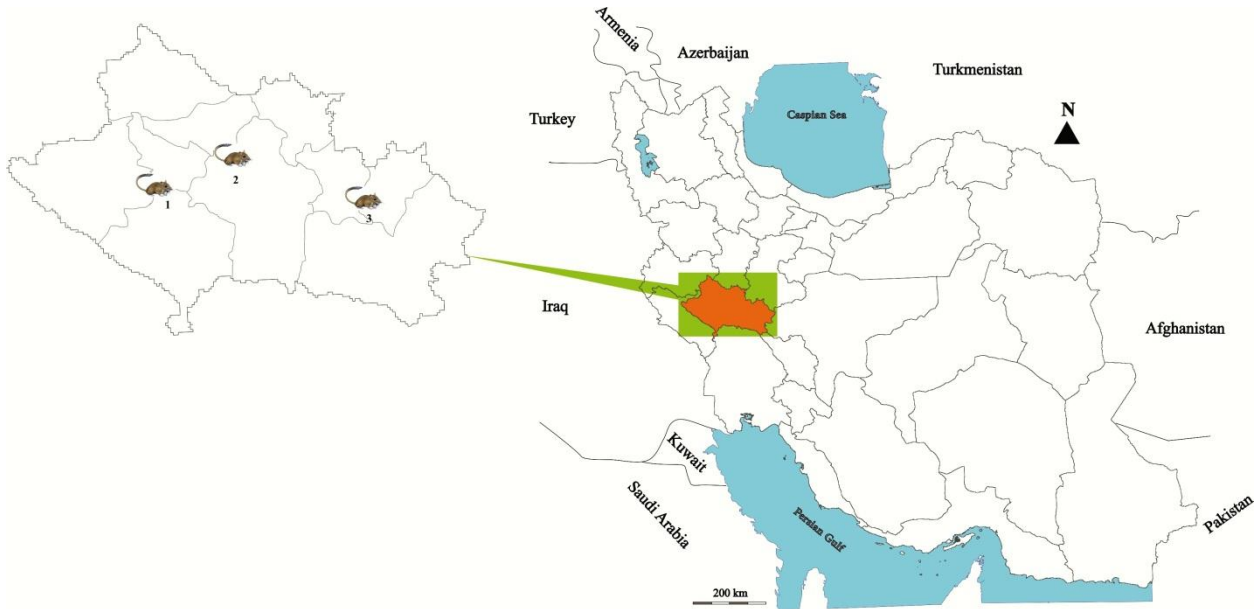 Armenia
Azerbaijan
Turkmenistan
N
Caspian Sea
Turkey
2
1
3
Iraq
Afghanistan
Kuwait
Saudi Arabia
Persian Gulf
Pakistan
200 km